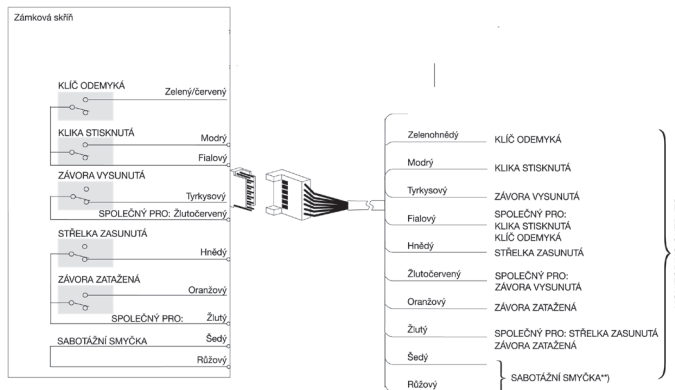 Zámková skříň
KLÍČ ODEMYKÁ
Zelený/červený
KLIKA STISKNUTÁ
Modrý
Fialový
ZÁVORA VYSUNUTÁ
Tyrkysový
SPOLEČNÝ PRO: Žlutočervený
STŘELKA ZASUNUTÁ
Hnědý
ZÁVORA ZATAŽENÁ
Oranžový
SPOLEČNÝ PRO: Žlutý
SABOTÁŽNÍ SMYČKA
Šedý
Růžový
Zelenohnědý
KLÍČ ODEMYKÁ
Modrý
KLIKA STISKNUTÁ
Tyrkysový
ZÁVORA VYSUNUTÁ
Fialový
SPOLEČNÝ PRO:
KLIKA STISKNUTÁ
KLÍČ ODEMYKÁ
Hnědý
STŘELKA ZASUNUTÁ
Žlutočervený
SPOLEČNÝ PRO:
ZÁVORA VYSUNUTÁ
Oranžový
ZÁVORA ZATAŽENÁ
Žlutý
SPOLEČNÝ PRO: STŘELKA ZASUNUTÁ
ZÁVORA ZATAŽENÁ
Šedý
SABOTÁŽNÍ SMYČKA**)
Růžový